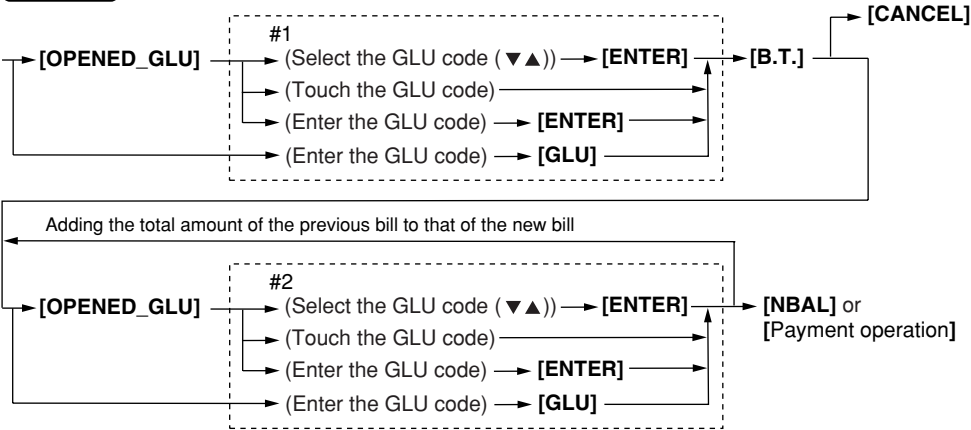 [CANCEL]
#1
[OPENED_GLU] (Select the GLU code (▼▲)) [ENTER] [B.T.]
(Touch the GLU code)
(Enter the GLU code) [ENTER]
(Enter the GLU code) [GLU]
Adding the total amount of the previous bill to that of the new bill
#2
[OPENED_GLU] (Select the GLU code (▼▲)) [ENTER] [NBAL] or
(Touch the GLU code) [Payment operation]
(Enter the GLU code) [ENTER]
(Enter the GLU code) [GLU]